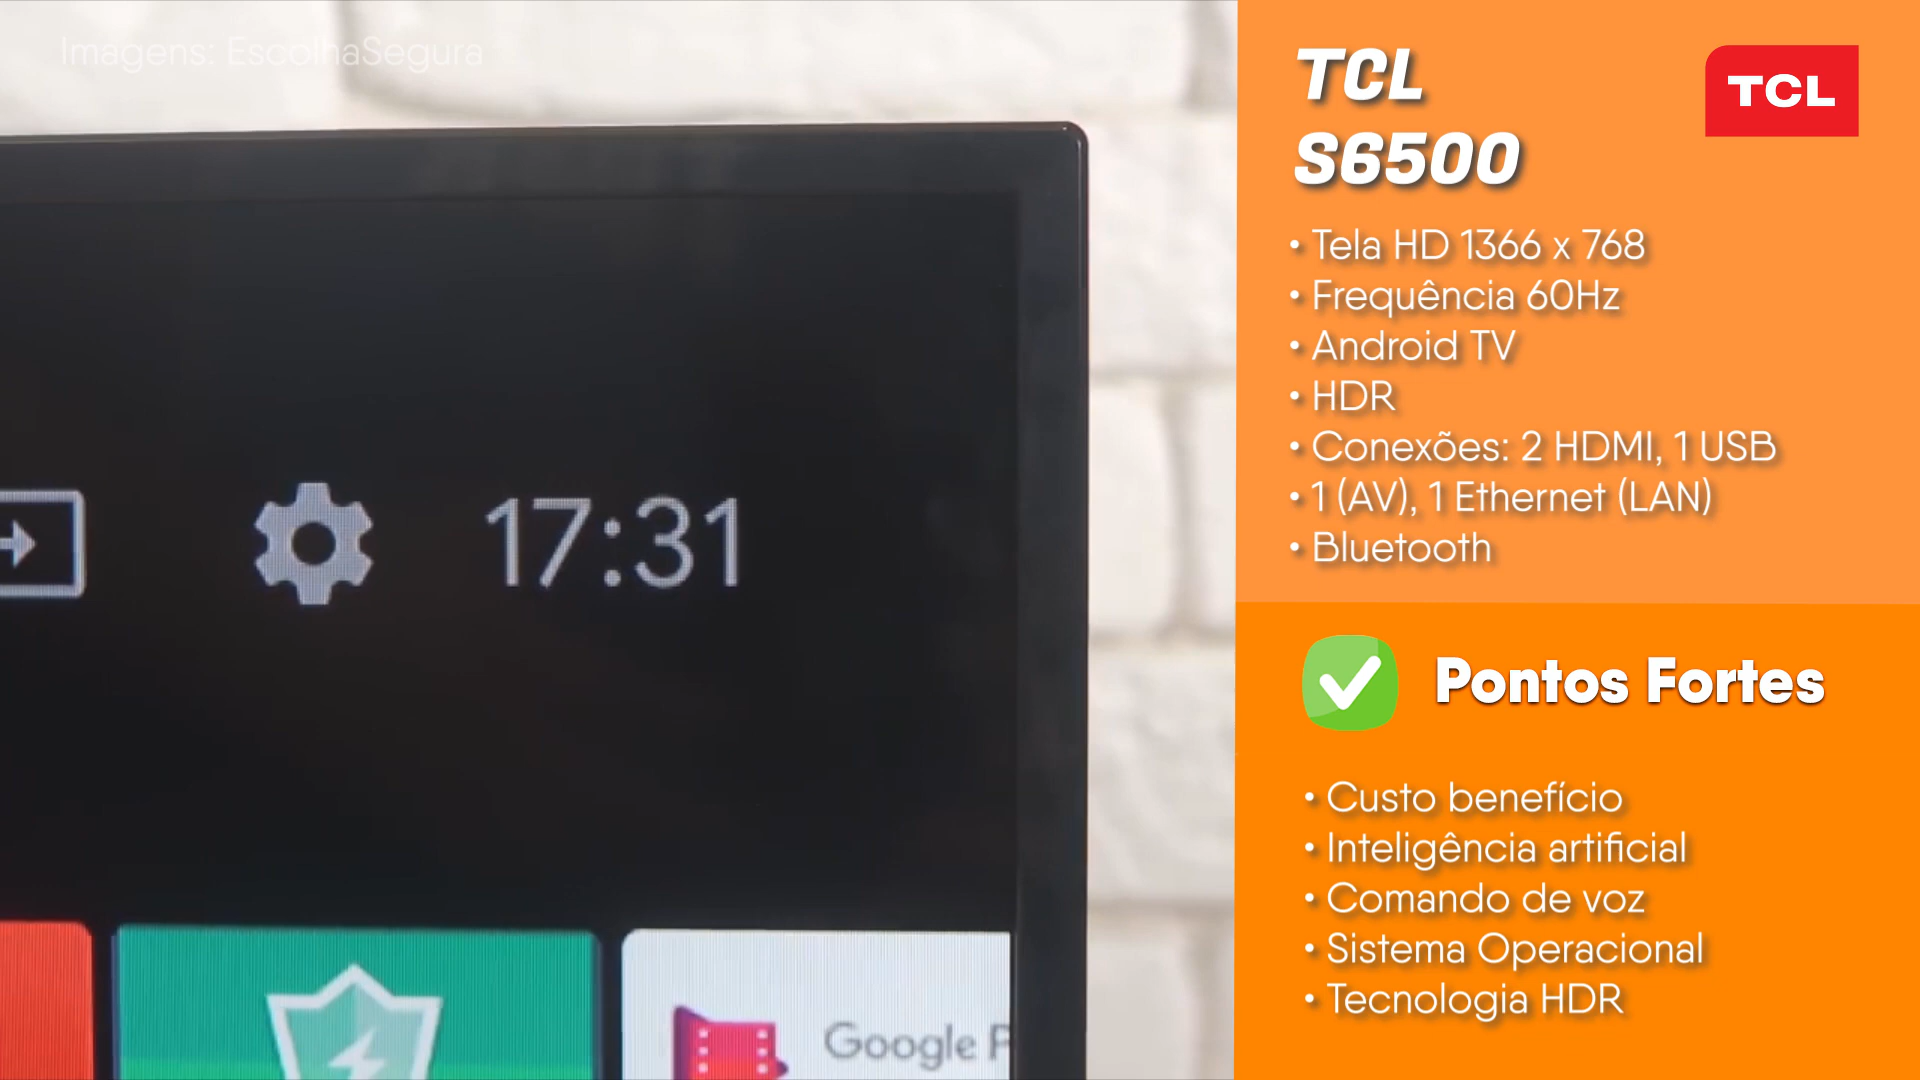 Imagens: EscolhaSegura
17:31
Google P
TCL
S6500
TCL
• Tela HD 1366 x 768
• Frequência 60Hz
• Android TV
• HDR
• Conexões: 2 HDMI, 1 USB
• 1 (AV), 1 Ethernet (LAN)
• Bluetooth
Pontos Fortes
• Custo benefício
• Inteligência artificial
• Comando de voz
• Sistema Operacional
• Tecnologia HDR